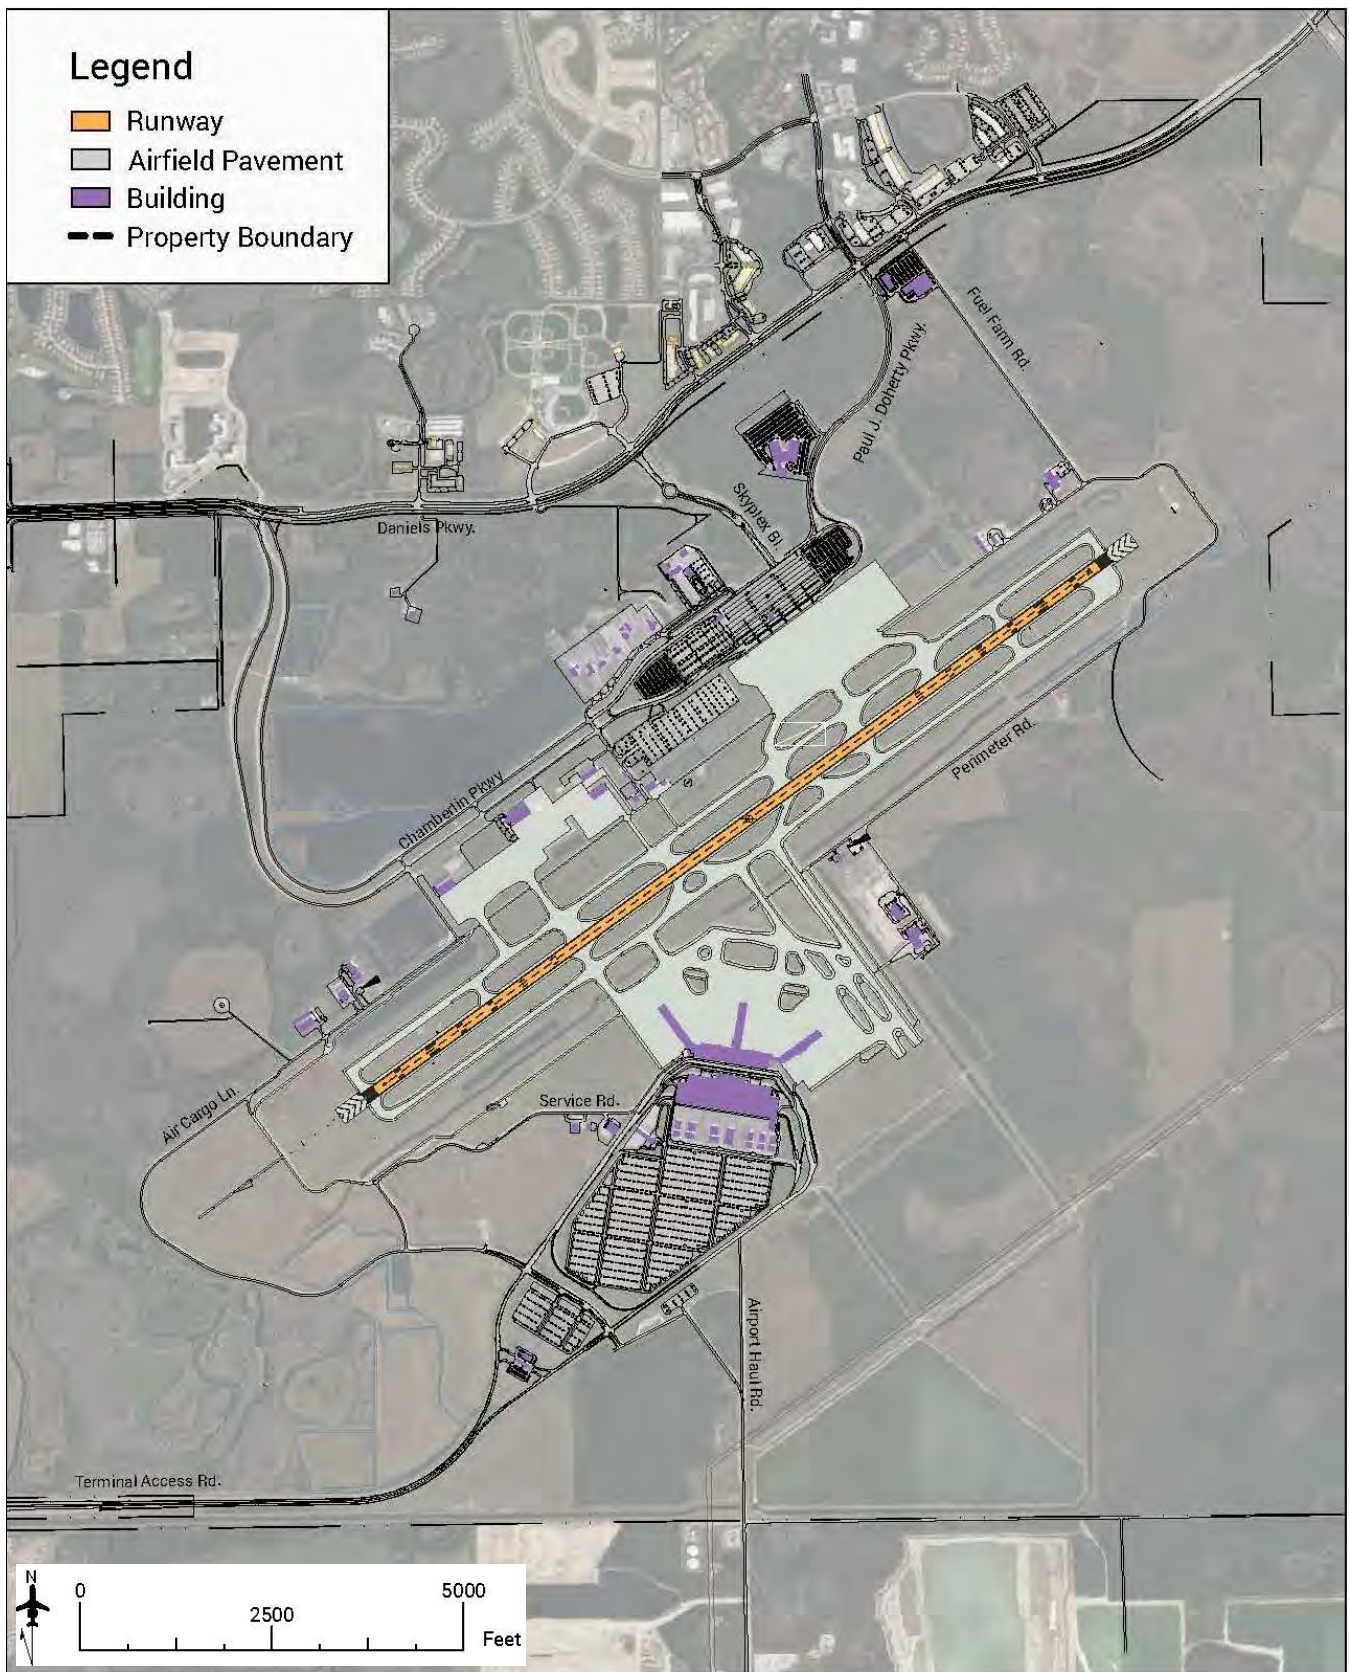 Legend
Runway
Airfield Pavement
Building
Property Boundary
Fuel Farm Rd.
Paul J. Doherty Pkwy.
Skyplex Bl.
Daniels Pkwy.
Perimeter Rd.
Chamberlin Pkwy
Air Cargo Ln.
Service Rd.
Airport Haul Rd.
Terminal Access Rd.
N
0
5000
2500
Feet